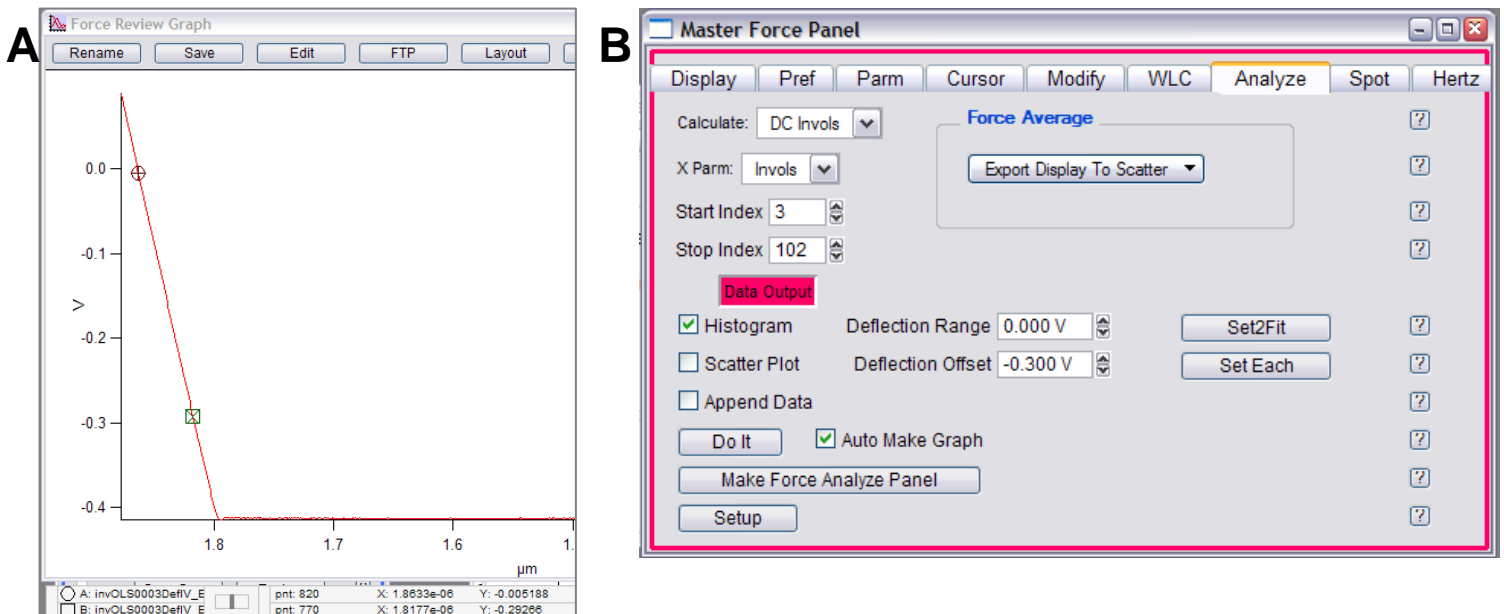 A
Force Review Graph
Rename Save Edit FTP Layout
0.0
-0.1
V
-0.2
-0.3
-0.4
1.8 1.7 1.6 1.
µm
A: invOLS0003DeflV_E pnt: 820 X: 1.8633e-06 Y: -0.005188
B: invOLS0003DeflV_E pnt: 770 X: 1.8177e-06 Y: -0.29266
B
Master Force Panel
Display Pref Parm Cursor Modify WLC Analyze Spot Hertz
Calculate: DC Invols Force Average ?
X Parm: Invols Export Display To Scatter ?
Start Index 3 ?
Stop Index 102 ?
Data Output
Histogram Deflection Range 0.000 V Set2Fit ?
Scatter Plot Deflection Offset -0.300 V Set Each ?
Append Data ?
Do It Auto Make Graph ?
Make Force Analyze Panel ?
Setup ?